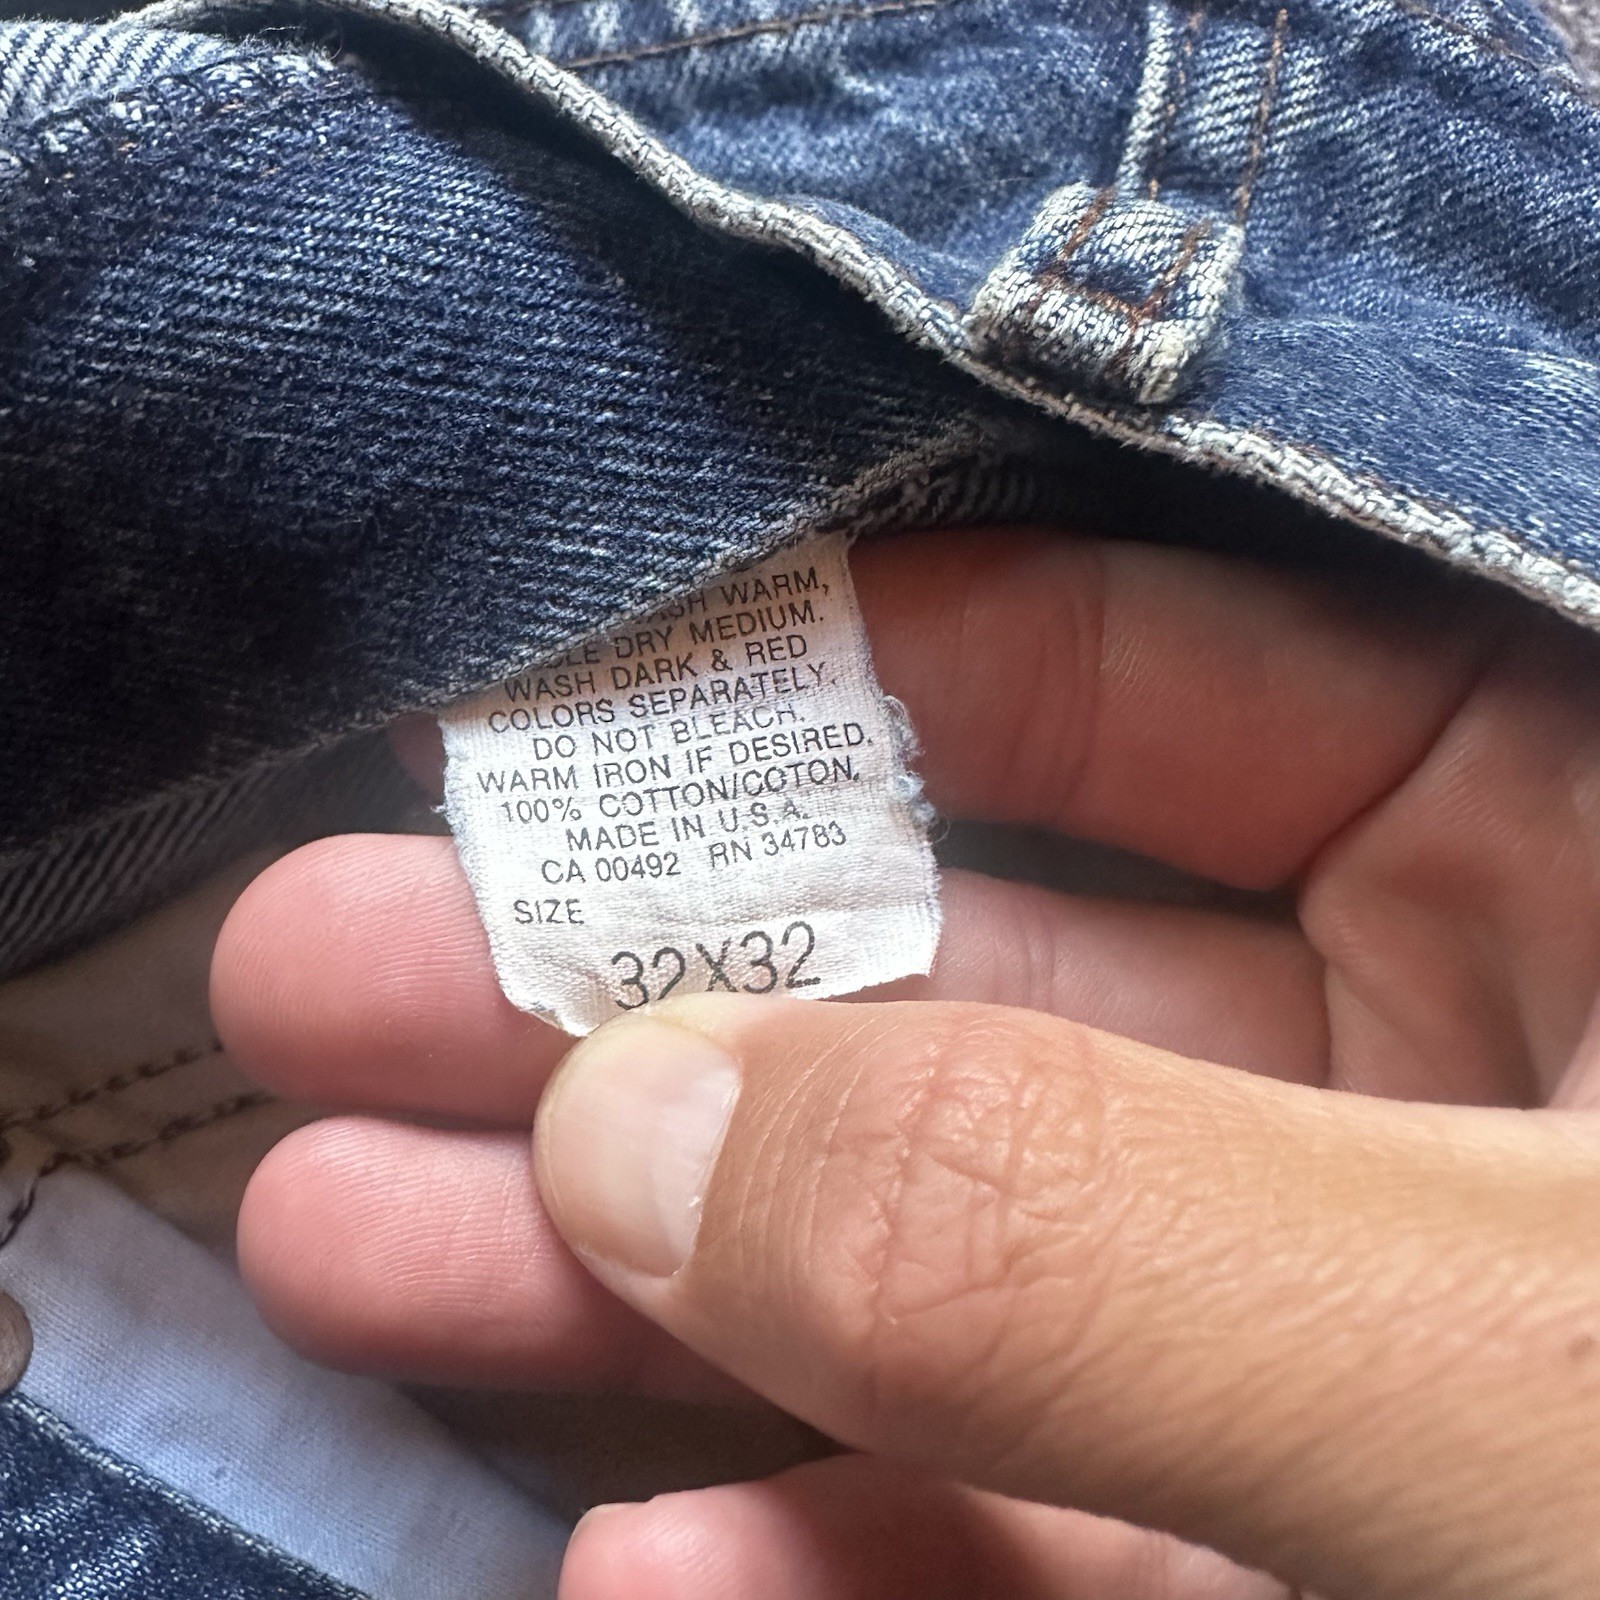 WARM,
DRY MEDIUM.
WASH DARK & RED
COLORS SEPARATELY.
DO NOT BLEACH.
WARM IRON IF DESIRED.
100% COTTON/COTON.
MADE IN U.S.A.
CA 00492 RN 34783
SIZE
32X32